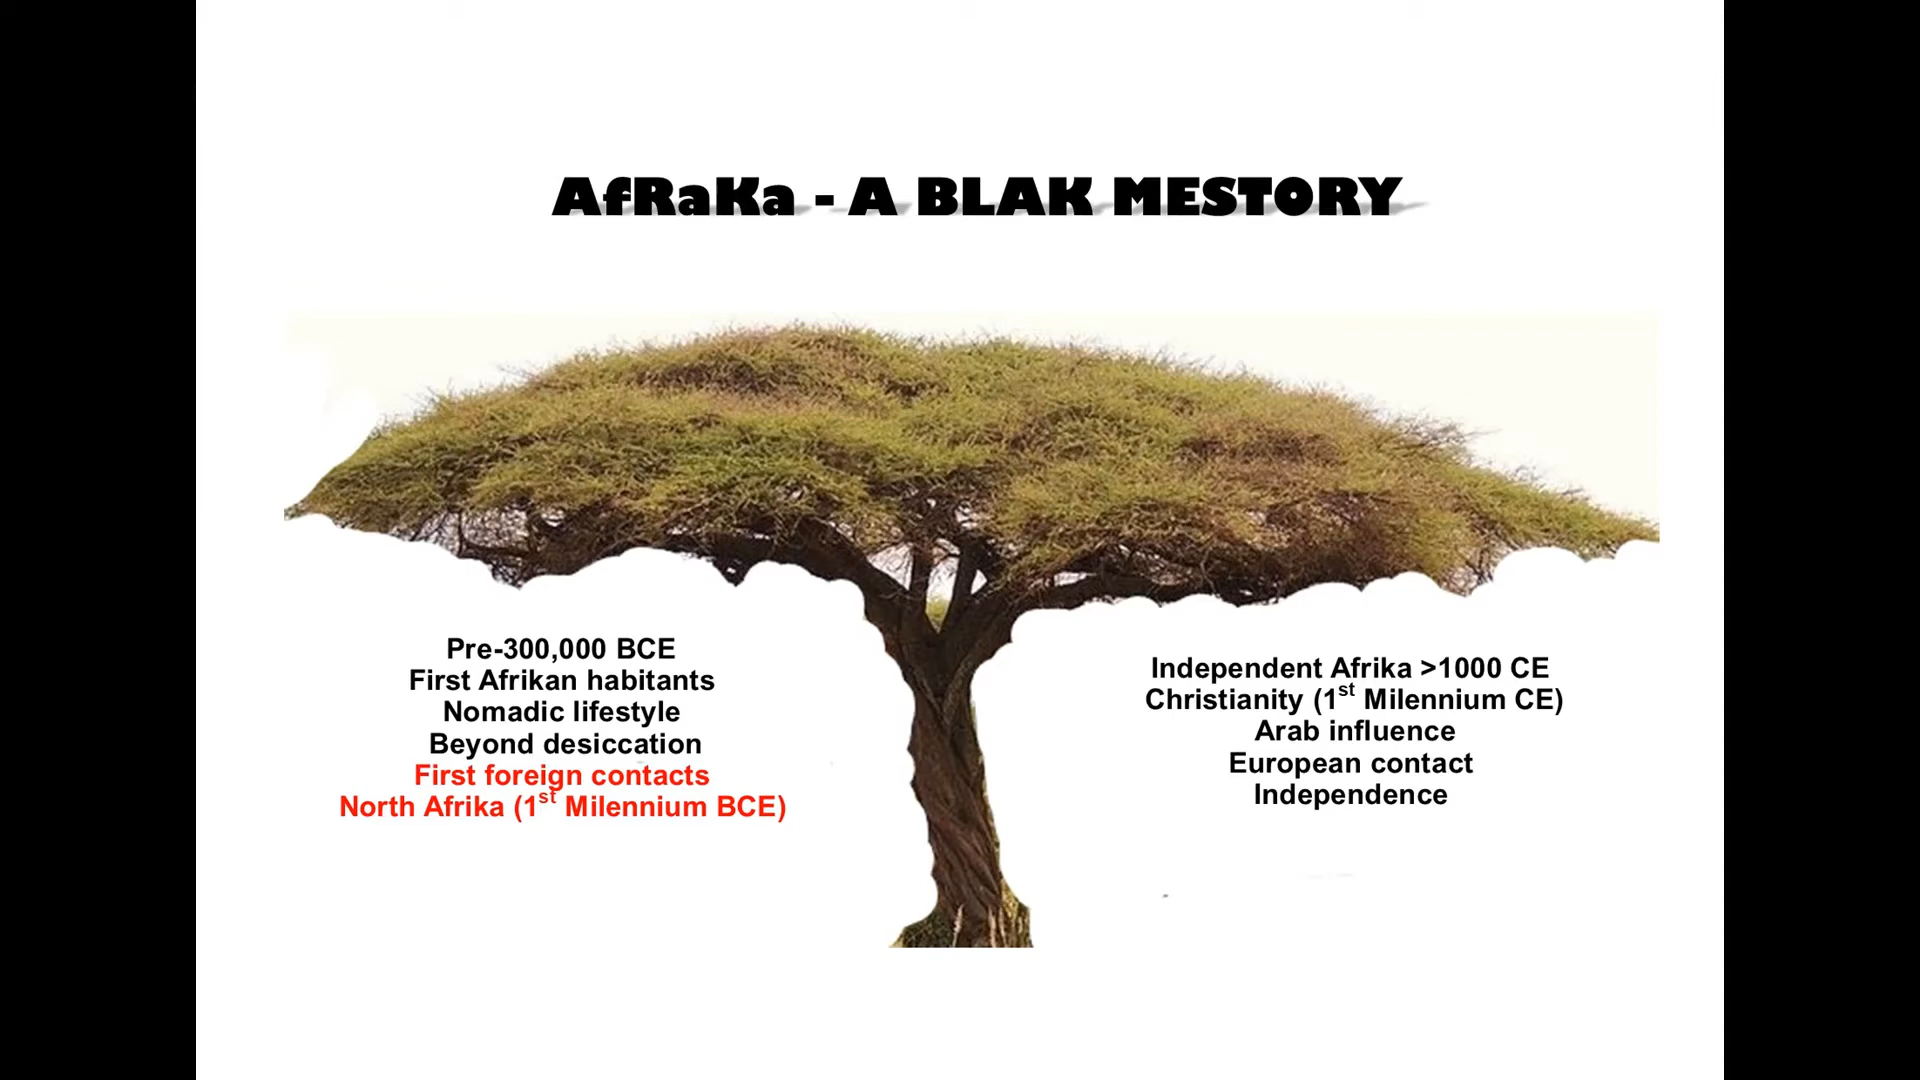 AfRaKa - A BLAK MESTORY
Pre-300,000 BCE
First Afrikan habitants
Nomadic lifestyle
Beyond desiccation
First foreign contacts
North Afrika (1st Milennium BCE)
Independent Afrika >1000 CE
Christianity (1st Milennium CE)
Arab influence
European contact
Independence